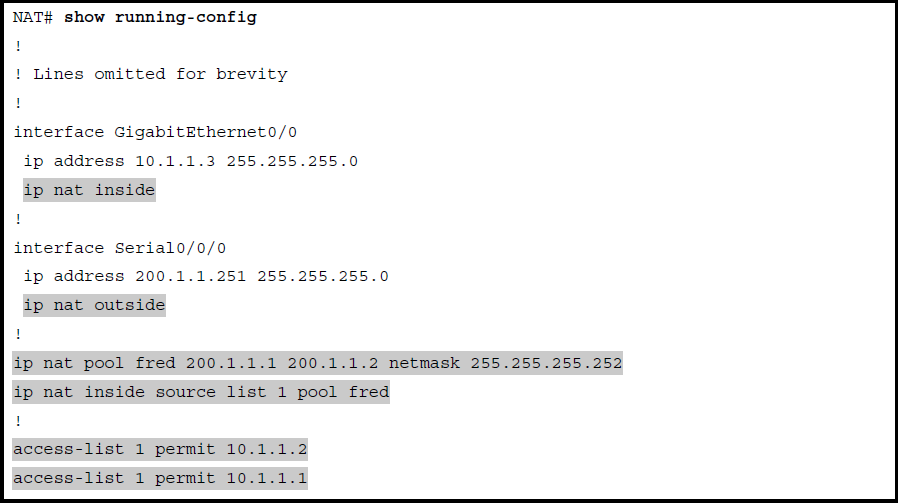 NAT# show running-config
!
! Lines omitted for brevity
!
interface GigabitEthernet0/0
 ip address 10.1.1.3 255.255.255.0
 ip nat inside
!
interface Serial0/0/0
 ip address 200.1.1.251 255.255.255.0
 ip nat outside
!
ip nat pool fred 200.1.1.1 200.1.1.2 netmask 255.255.255.252
ip nat inside source list 1 pool fred
!
access-list 1 permit 10.1.1.2
access-list 1 permit 10.1.1.1